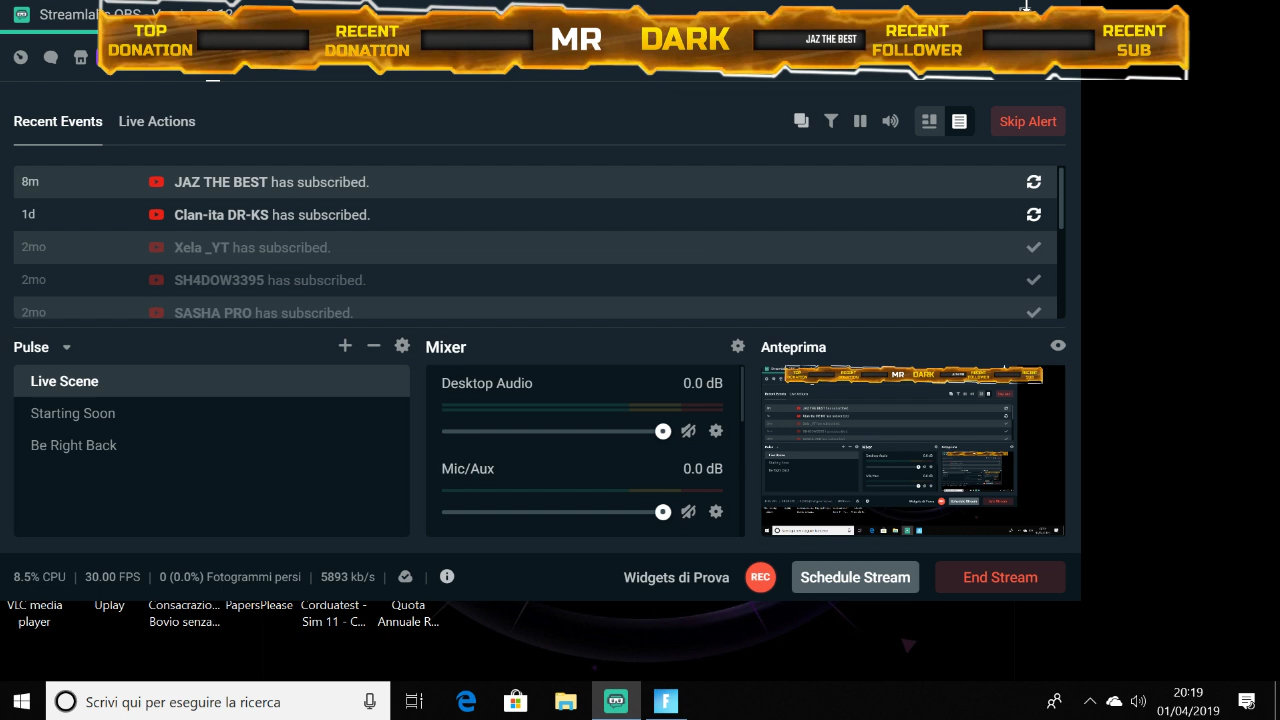 Streamlabs OBS - Version
TOP DONATION
RECENT DONATION
MR DARK
JAZ THE BEST
RECENT FOLLOWER
RECENT SUB
Recent Events
Live Actions
Skip Alert
8m JAZ THE BEST has subscribed.
1d Clan-ita DR-KS has subscribed.
2mo Xela _YT has subscribed.
2mo SH4DOW3395 has subscribed.
2mo SASHA PRO has subscribed.
Pulse
Mixer
Anteprima
Live Scene
Starting Soon
Be Right Back
Desktop Audio 0.0 dB
Mic/Aux 0.0 dB
8.5% CPU
30.00 FPS
0 (0.0%) Fotogrammi persi
5893 kb/s
Widgets di Prova
REC
Schedule Stream
End Stream
VLC media
player
Uplay
Consacrazio...
Bovio senza...
PapersPlease
Corduatest -
Sim 11 - C...
Quota
Annuale R...
Scrivi qui per eseguire la ricerca
20:19
01/04/2019